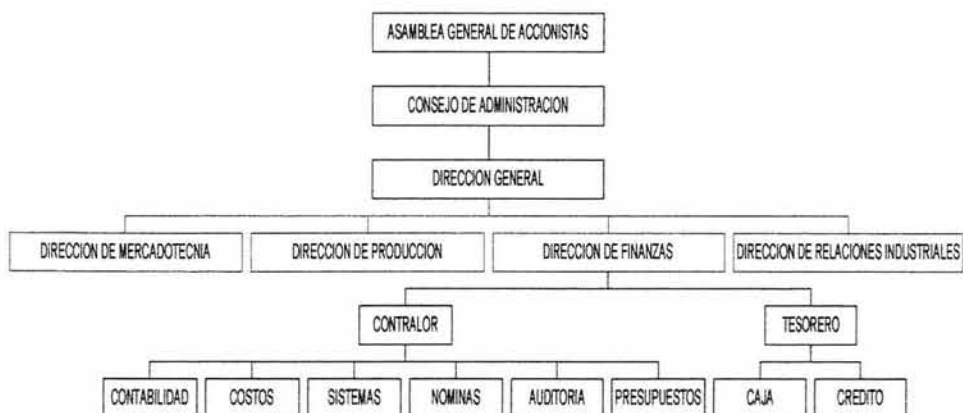 ASAMBLEA GENERAL DE ACCIONISTAS
CONSEJO DE ADMINISTRACION
DIRECCION GENERAL
DIRECCION DE MERCADOTECNIA
DIRECCION DE PRODUCCION
DIRECCION DE FINANZAS
DIRECCION DE RELACIONES INDUSTRIALES
CONTRALOR
TESORERO
CONTABILIDAD
COSTOS
SISTEMAS
NOMINAS
AUDITORIA
PRESUPUESTOS
CAJA
CREDITO